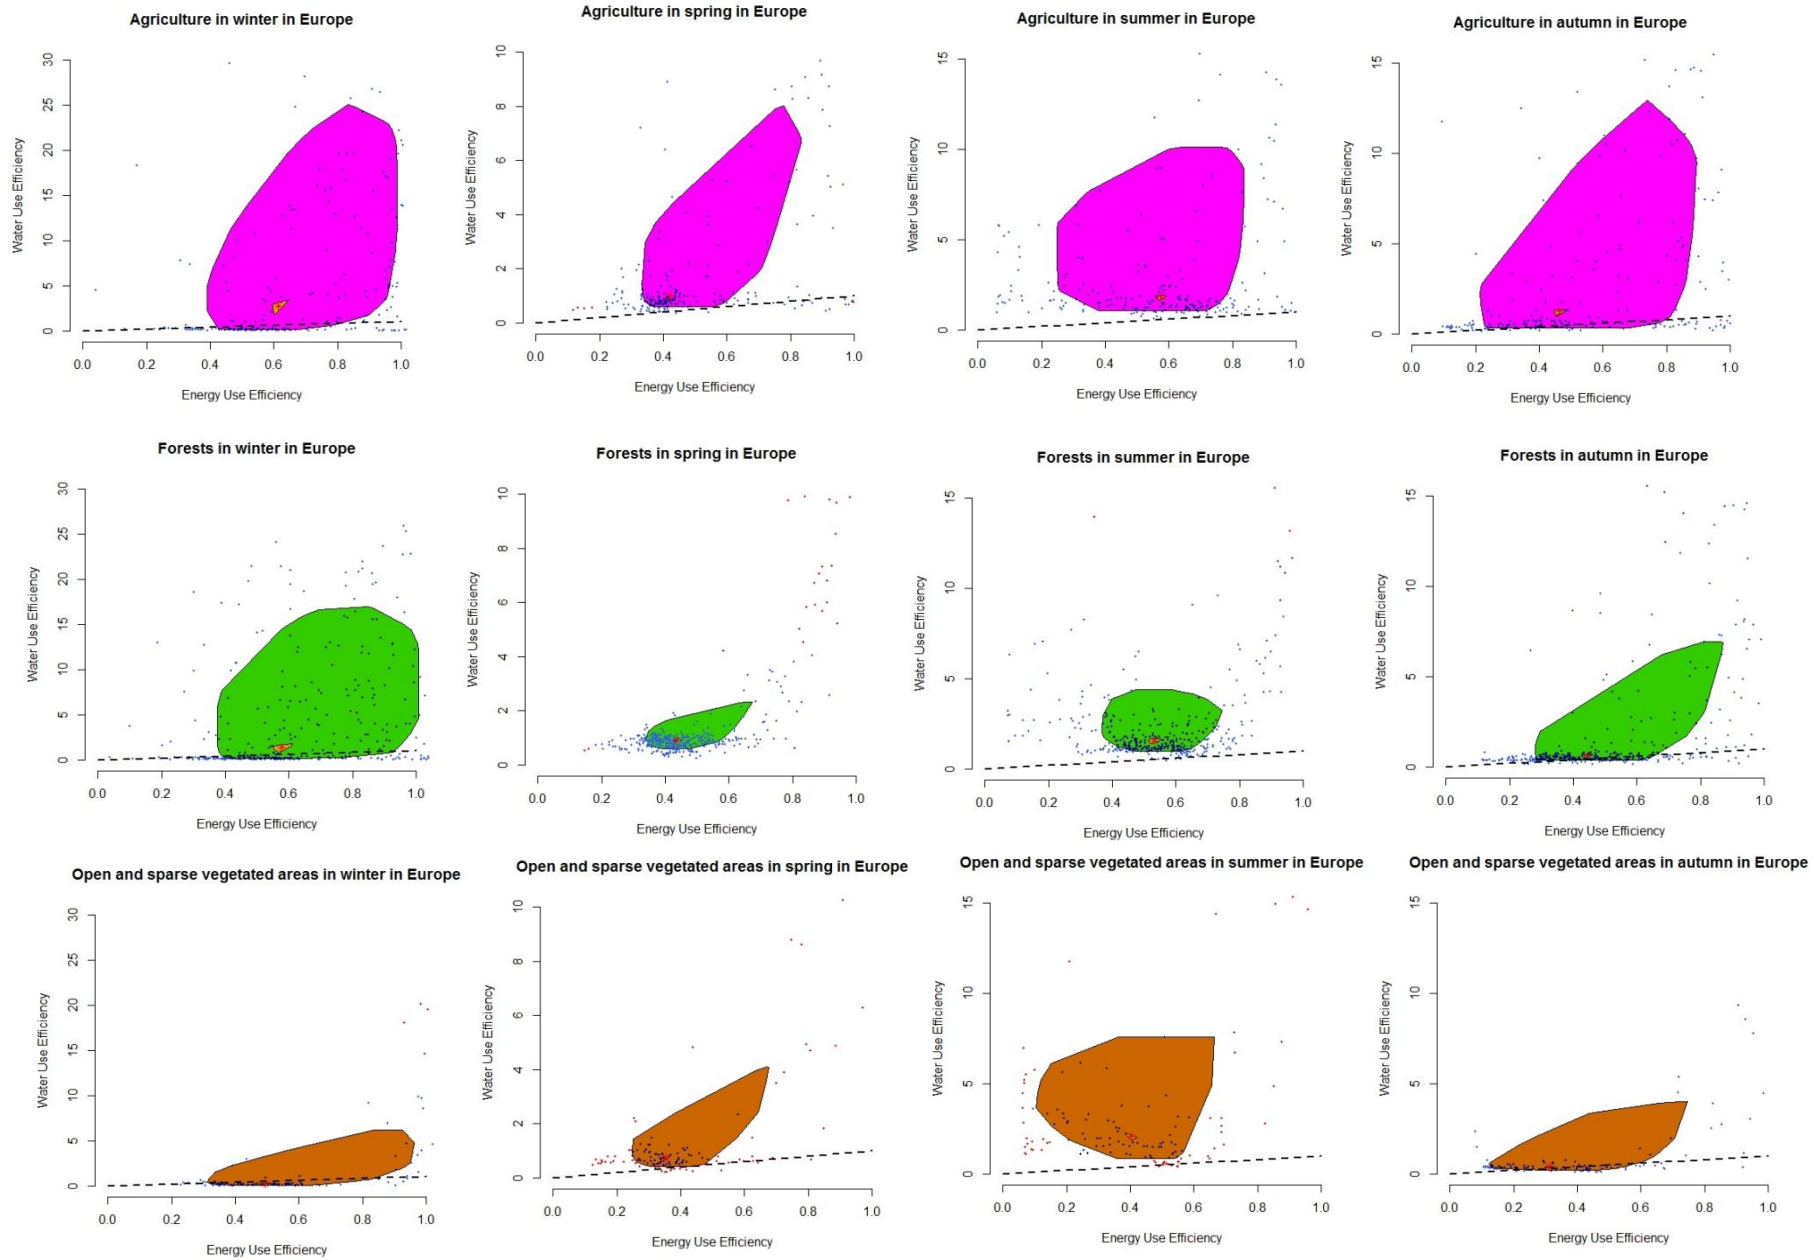 Agriculture in winter in Europe
Water Use Efficiency
0 5 10 15 20 25 30
0.0 0.2 0.4 0.6 0.8 1.0
Energy Use Efficiency
Agriculture in spring in Europe
Water Use Efficiency
0 2 4 6 8 10
0.0 0.2 0.4 0.6 0.8 1.0
Energy Use Efficiency
Agriculture in summer in Europe
Water Use Efficiency
0 5 10 15
0.0 0.2 0.4 0.6 0.8 1.0
Energy Use Efficiency
Agriculture in autumn in Europe
Water Use Efficiency
0 5 10 15
0.0 0.2 0.4 0.6 0.8 1.0
Energy Use Efficiency
Forests in winter in Europe
Water Use Efficiency
0 5 10 15 20 25 30
0.0 0.2 0.4 0.6 0.8 1.0
Energy Use Efficiency
Forests in spring in Europe
Water Use Efficiency
0 2 4 6 8 10
0.0 0.2 0.4 0.6 0.8 1.0
Energy Use Efficiency
Forests in summer in Europe
Water Use Efficiency
0 5 10 15
0.0 0.2 0.4 0.6 0.8 1.0
Energy Use Efficiency
Forests in autumn in Europe
Water Use Efficiency
0 5 10 15
0.0 0.2 0.4 0.6 0.8 1.0
Energy Use Efficiency
Open and sparse vegetated areas in winter in Europe
Water Use Efficiency
0 5 10 15 20 25 30
0.0 0.2 0.4 0.6 0.8 1.0
Energy Use Efficiency
Open and sparse vegetated areas in spring in Europe
Water Use Efficiency
0 2 4 6 8 10
0.0 0.2 0.4 0.6 0.8 1.0
Energy Use Efficiency
Open and sparse vegetated areas in summer in Europe
Water Use Efficiency
0 5 10 15
0.0 0.2 0.4 0.6 0.8 1.0
Energy Use Efficiency
Open and sparse vegetated areas in autumn in Europe
Water Use Efficiency
0 5 10 15
0.0 0.2 0.4 0.6 0.8 1.0
Energy Use Efficiency